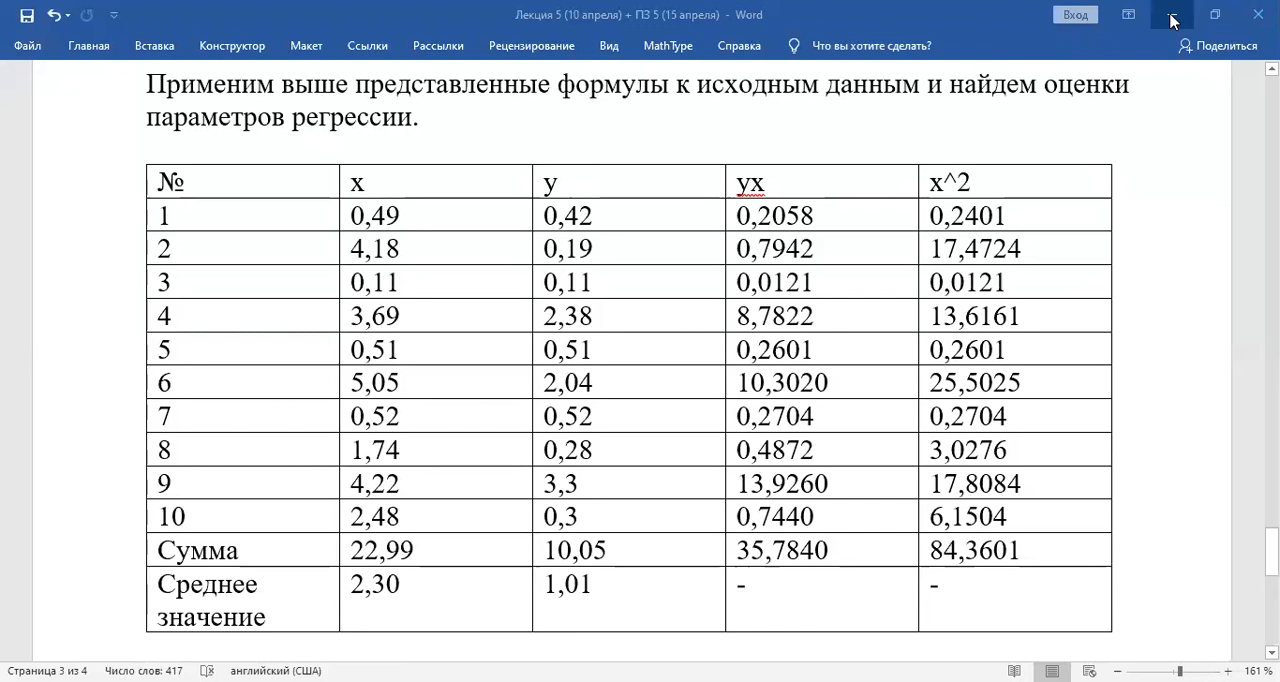 Лекция 5 (10 апреля) + ПЗ 5 (15 апреля) - Word
Вход
Файл Главная Вставка Конструктор Макет Ссылки Рассылки Рецензирование Вид MathType Справка Что вы хотите сделать? Поделиться
Применим выше представленные формулы к исходным данным и найдем оценки
параметров регрессии.
№ x y yx x^2
1 0,49 0,42 0,2058 0,2401
2 4,18 0,19 0,7942 17,4724
3 0,11 0,11 0,0121 0,0121
4 3,69 2,38 8,7822 13,6161
5 0,51 0,51 0,2601 0,2601
6 5,05 2,04 10,3020 25,5025
7 0,52 0,52 0,2704 0,2704
8 1,74 0,28 0,4872 3,0276
9 4,22 3,3 13,9260 17,8084
10 2,48 0,3 0,7440 6,1504
Сумма 22,99 10,05 35,7840 84,3601
Среднее 2,30 1,01 - -
значение
Страница 3 из 4 Число слов: 417 английский (США) 161 %